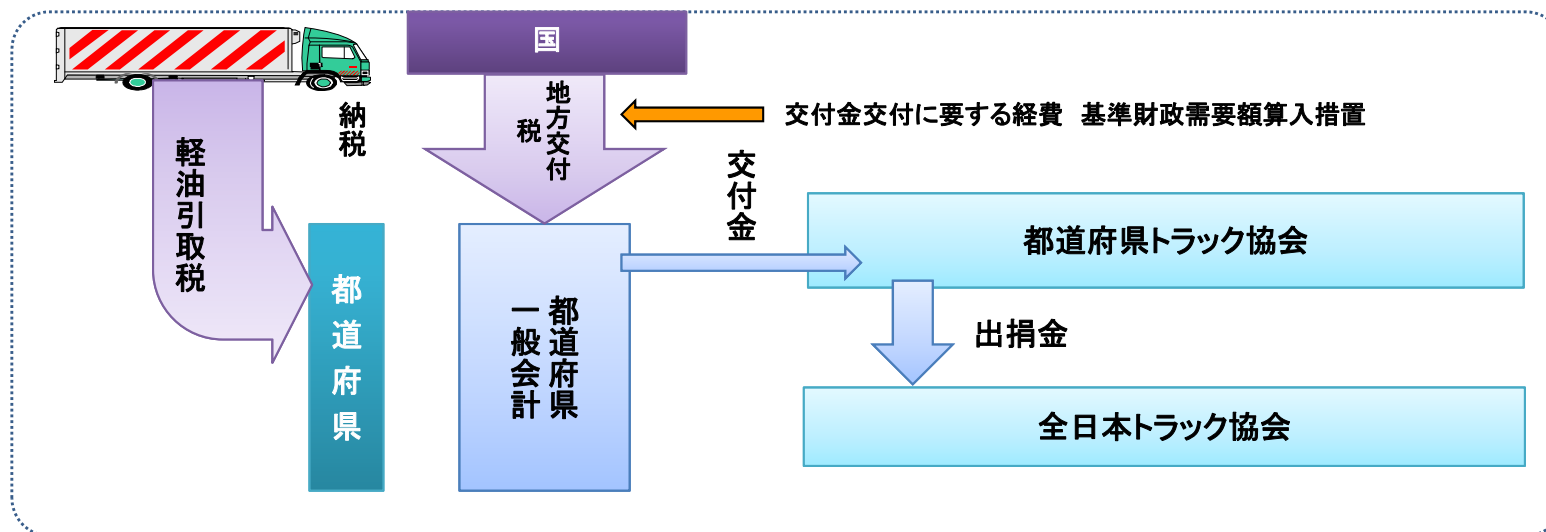 国
納税
軽油引取税
地方交付
税
交付金交付に要する経費　基準財政需要額算入措置
交付金
都道府県
都道府県
一般会計
都道府県トラック協会
出捐金
全日本トラック協会